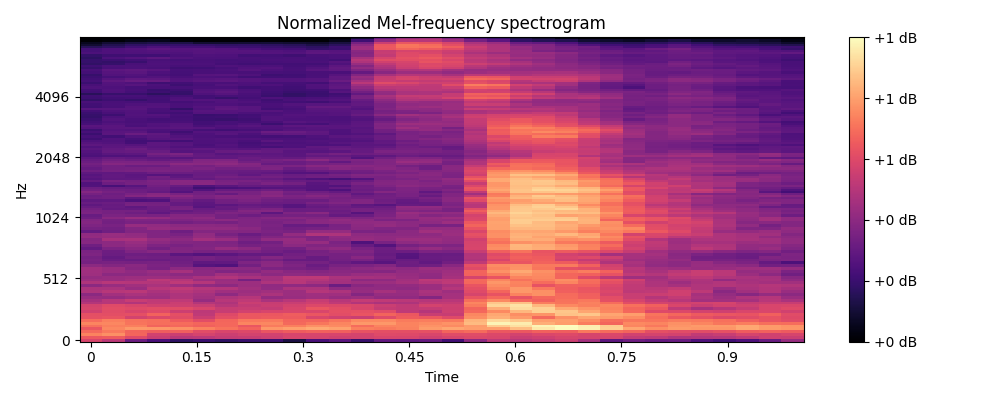 Normalized Mel-frequency spectrogram
Hz
4096
2048
1024
512
0
0 0.15 0.3 0.45 0.6 0.75 0.9
Time
+1 dB
+1 dB
+1 dB
+0 dB
+0 dB
+0 dB